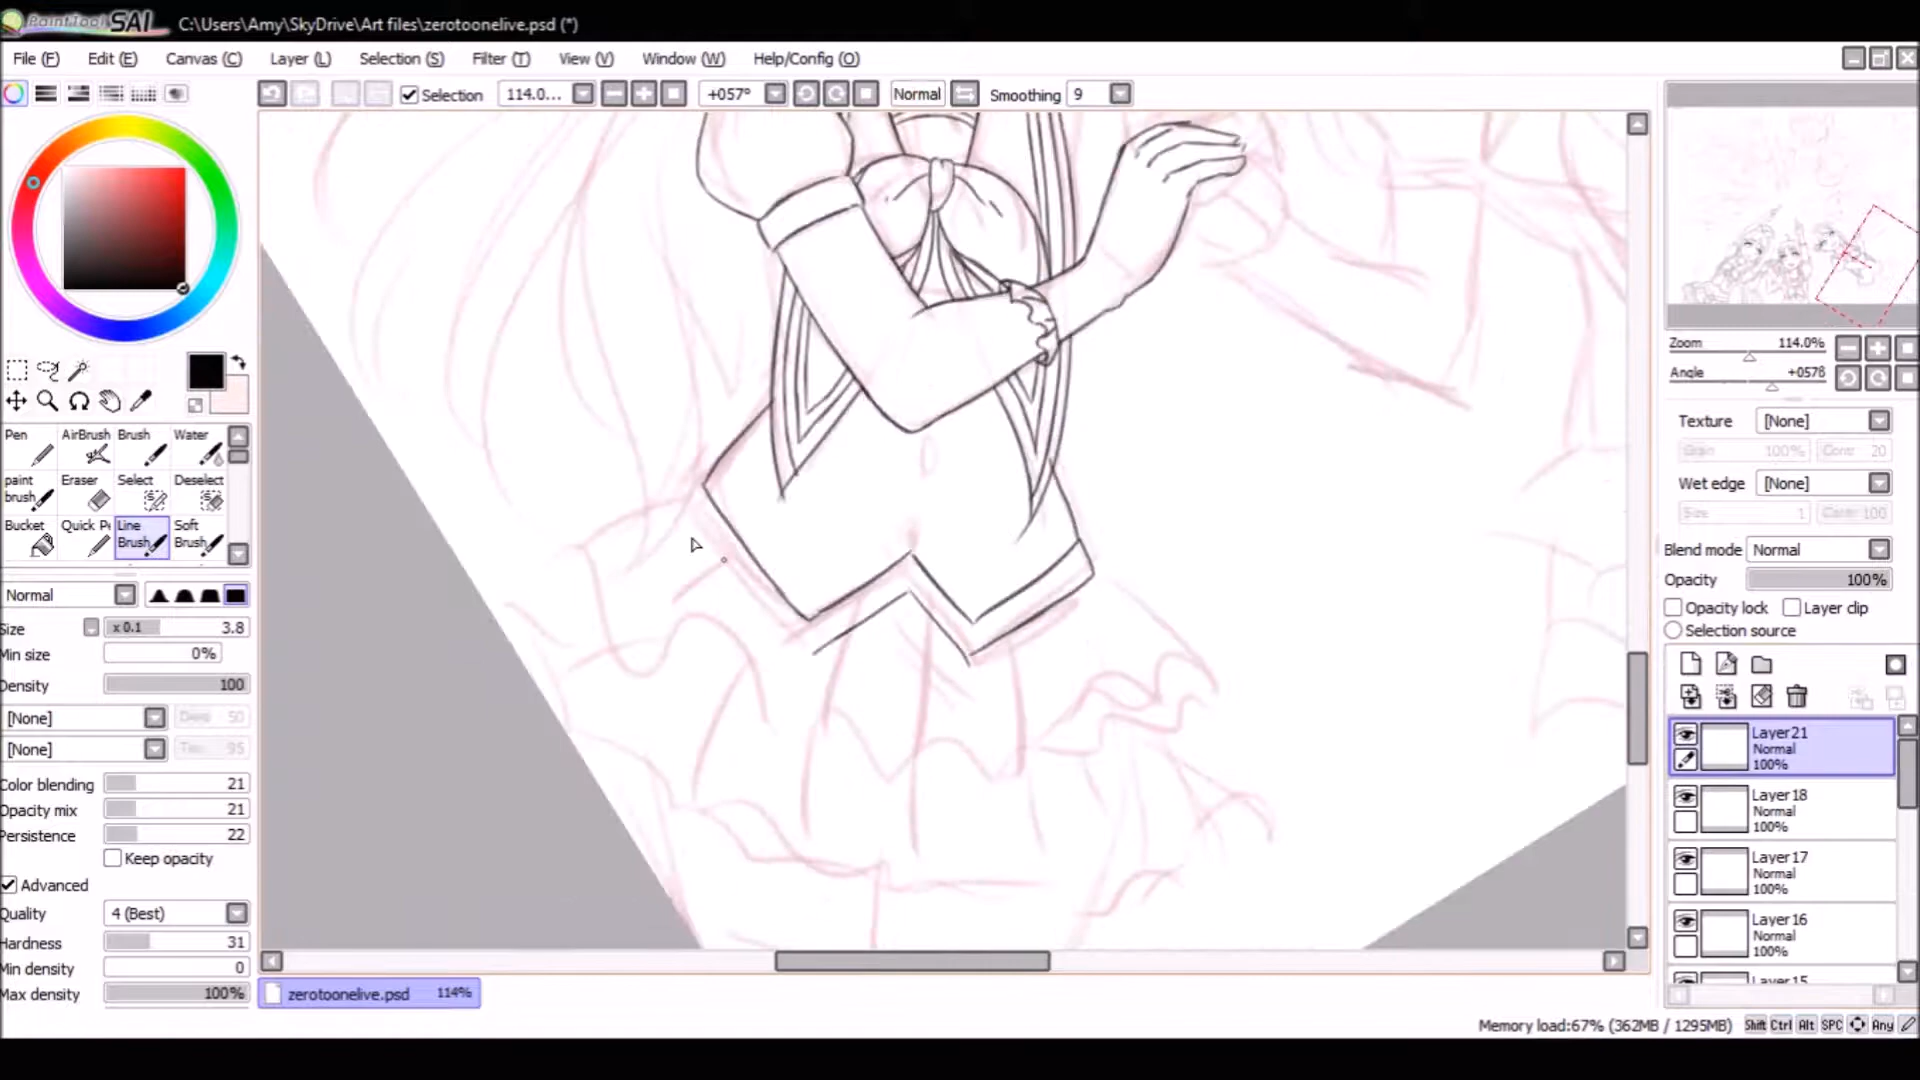 PaintTool SAI C:\Users\Amy\SkyDrive\Art files\zerotoonelive.psd (*)
File (F) Edit (E) Canvas (C) Layer (L) Selection (S) Filter (T) View (V) Window (W) Help/Config (O)
Selection 114.0... +057° Normal Smoothing 9
Zoom 114.0%
Angle +057
Pen AirBrush Brush Water
paint brush Eraser Select Deselect
Bucket Quick Line Brush Soft Brush
Normal
Size x 0.1 3.8
Min size 0%
Density 100
[None] 50
[None] 95
Color blending 21
Opacity mix 21
Persistence 22
Keep opacity
Advanced
Quality 4 (Best)
Hardness 31
Min density 0
Max density 100%
Texture [None]
100% 20
Wet edge [None]
Size 1 100
Blend mode Normal
Opacity 100%
Opacity lock Layer clip
Selection source
Layer21
Normal
100%
Layer18
Normal
100%
Layer17
Normal
100%
Layer16
Normal
100%
Layer15
zerotoonelive.psd 114%
Memory load:67% (362MB / 1295MB) Shift Ctrl Alt SPC Any